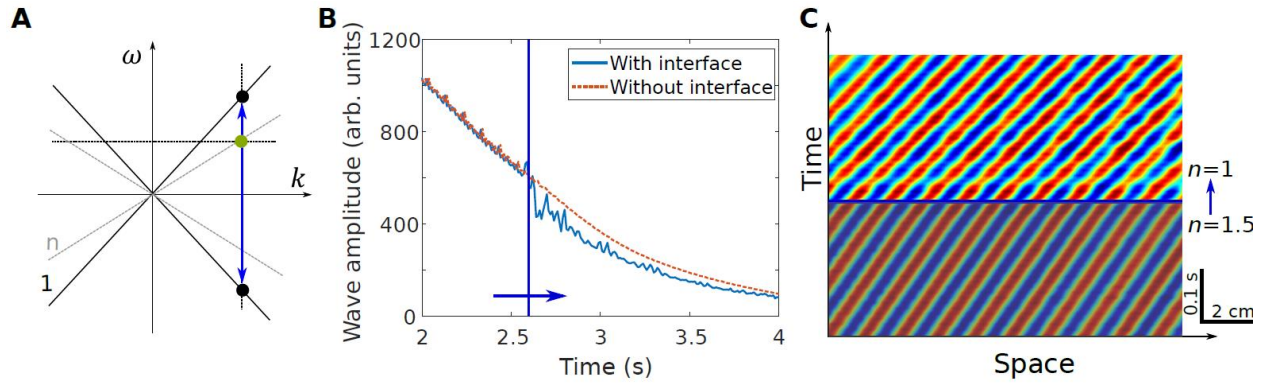 A
ω
k
n
1
B
Wave amplitude (arb. units)
1200
800
400
0
2
2.5
3
3.5
4
Time (s)
With interface
Without interface
C
Time
Space
n=1
n=1.5
0.1 s
2 cm